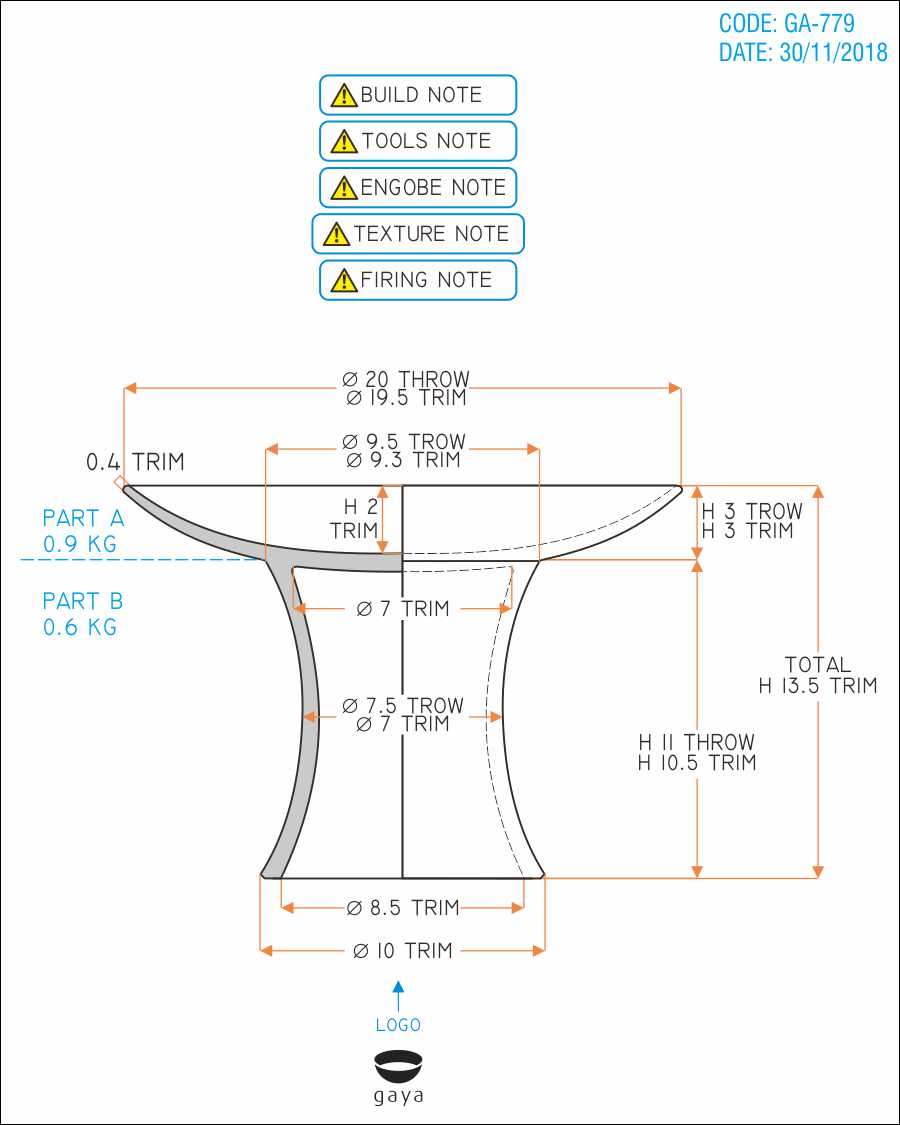 CODE: GA-779
DATE: 30/11/2018
BUILD NOTE
TOOLS NOTE
ENGOBE NOTE
TEXTURE NOTE
FIRING NOTE
Ø 20 THROW
Ø 19.5 TRIM
Ø 9.5 TROW
Ø 9.3 TRIM
0.4 TRIM
H 2
TRIM
H 3 TROW
H 3 TRIM
PART A
0.9 KG
PART B
0.6 KG
Ø 7 TRIM
TOTAL
H 13.5 TRIM
Ø 7.5 TROW
Ø 7 TRIM
H 11 THROW
H 10.5 TRIM
Ø 8.5 TRIM
Ø 10 TRIM
LOGO
gaya